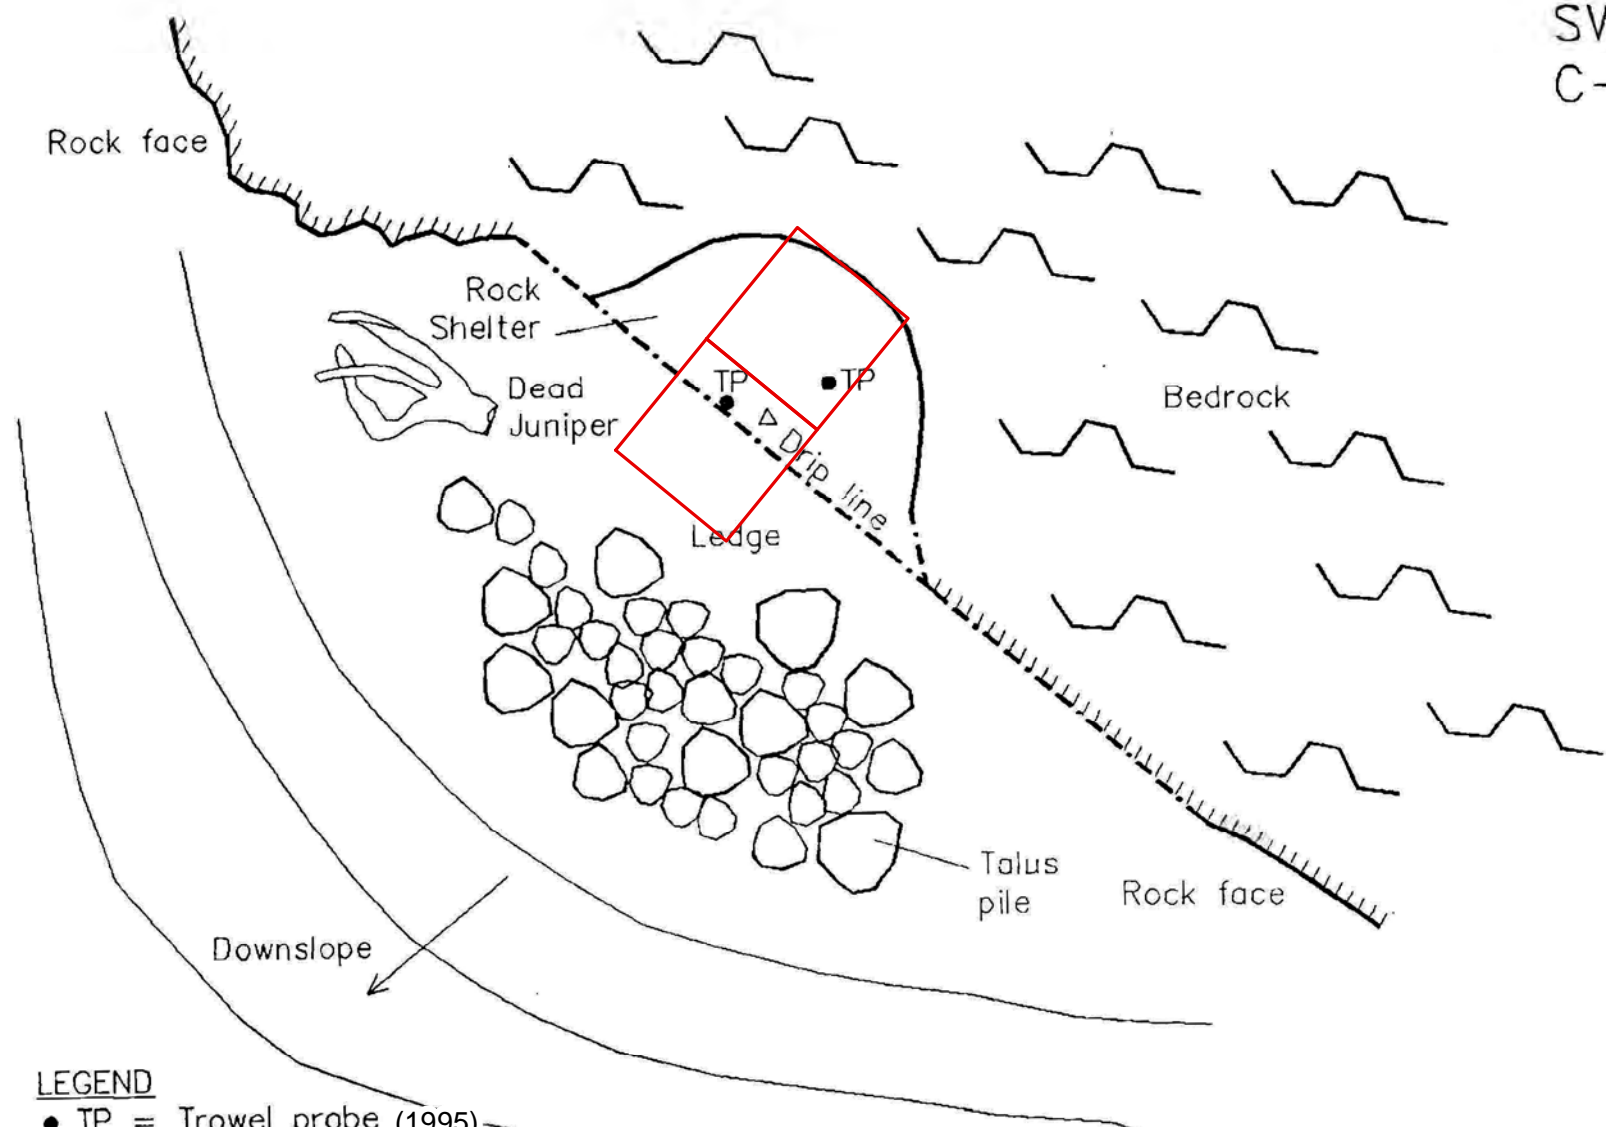 SW
C-
Rock face
Rock
Shelter
Dead
Juniper
TP
TP
Drip line
Bedrock
Ledge
Talus
pile
Rock face
Downslope
LEGEND
● TP = Trowel probe (1995)